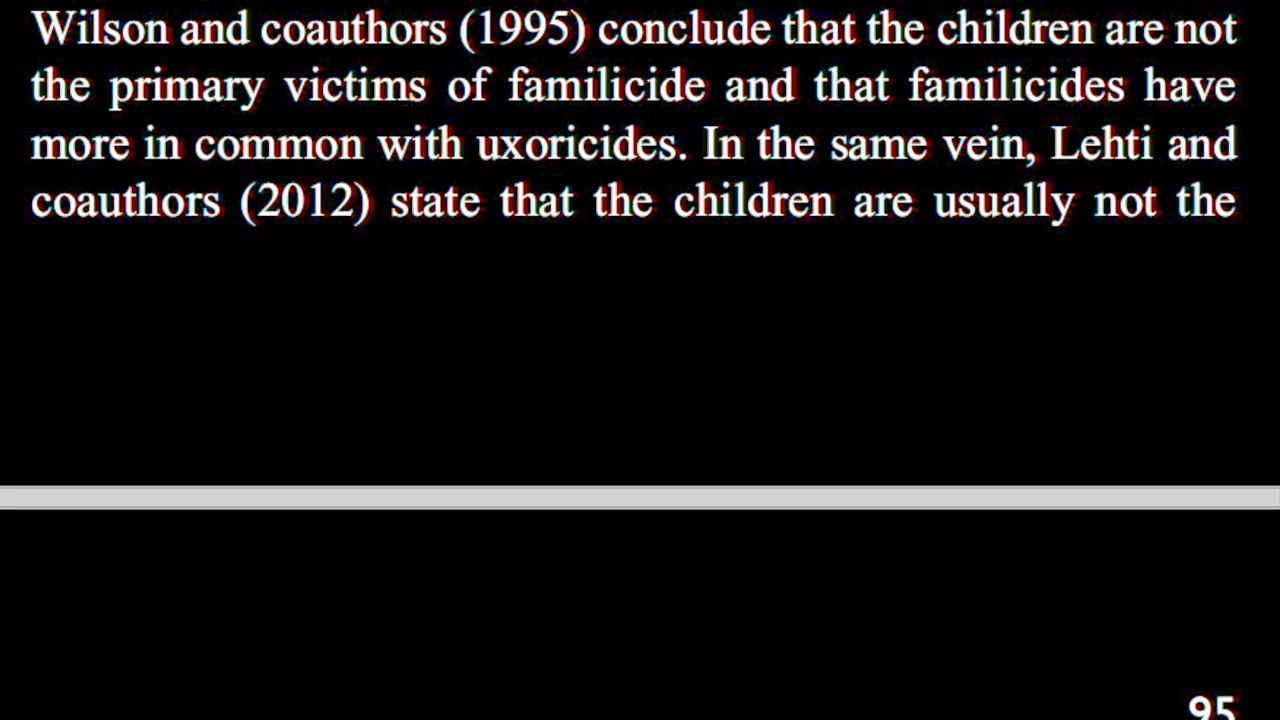 Wilson and coauthors (1995) conclude that the children are not
the primary victims of familicide and that familicides have
more in common with uxoricides. In the same vein, Lehti and
coauthors (2012) state that the children are usually not the
95